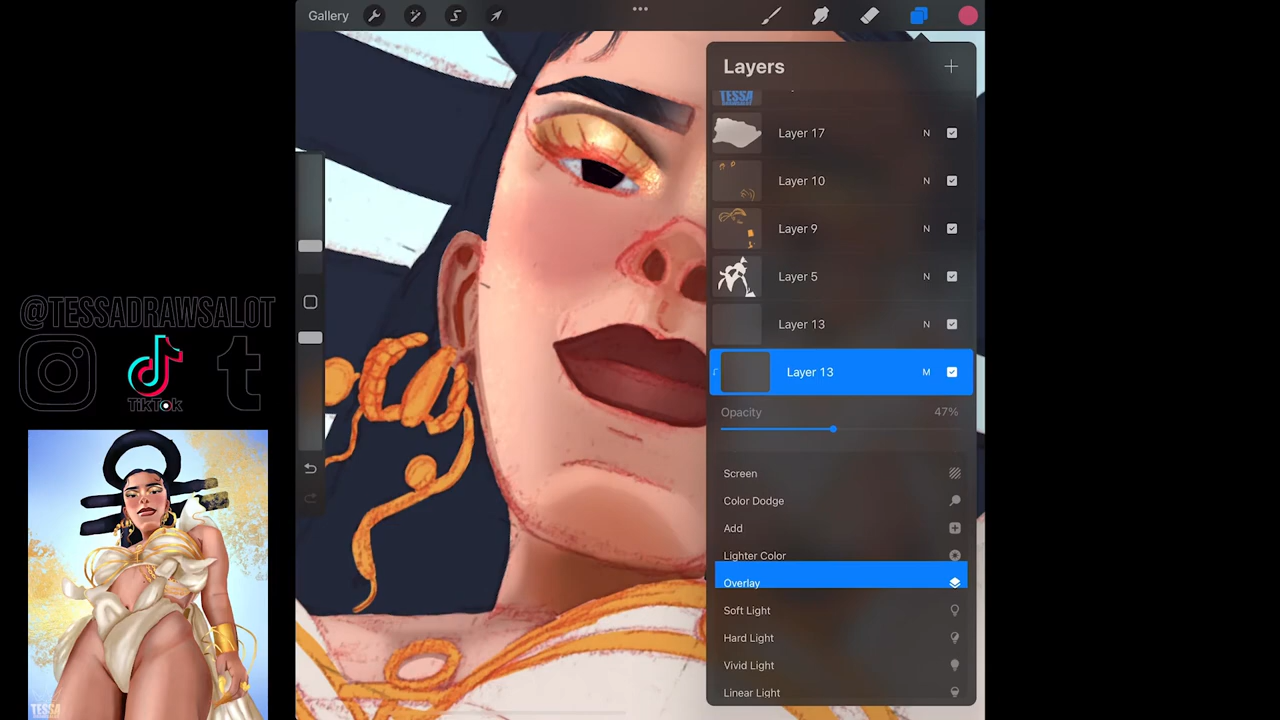 Gallery
Layers
TESSA
Layer 17 N
Layer 10 N
Layer 9 N
Layer 5 N
Layer 13 N
Layer 13 M
Opacity 47%
Screen
Color Dodge
Add
Lighter Color
Overlay
Soft Light
Hard Light
Vivid Light
Linear Light
@TESSADRAWSALOT
TikTok
TESSA